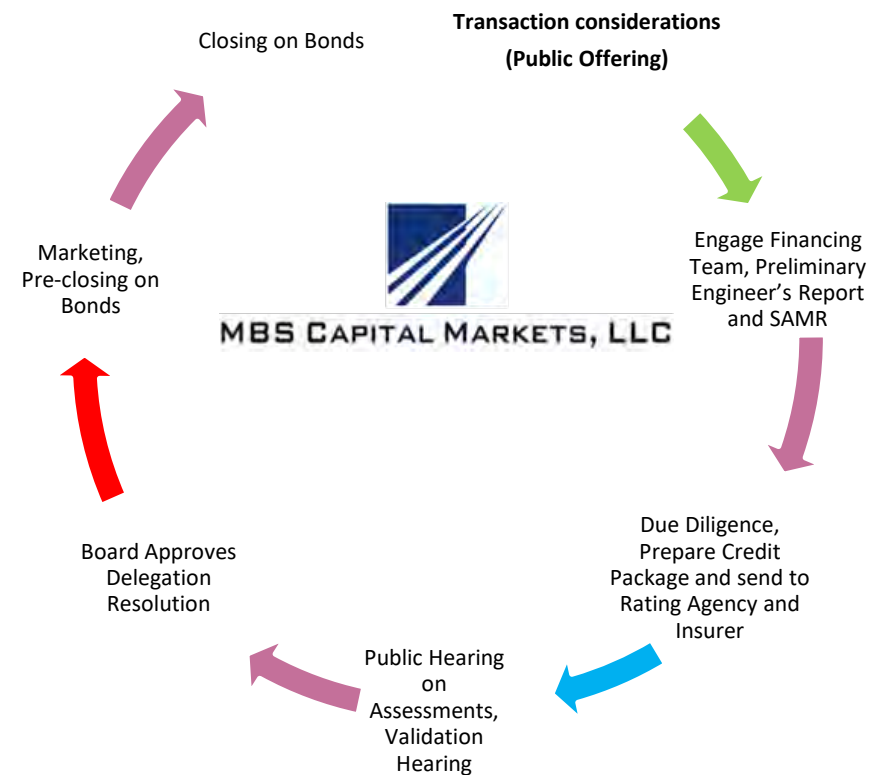 Transaction considerations
(Public Offering)
Engage Financing
Team, Preliminary
Engineer’s Report
and SAMR
Due Diligence,
Prepare Credit
Package and send to
Rating Agency and
Insurer
Public Hearing
on
Assessments,
Validation
Hearing
Board Approves
Delegation
Resolution
Marketing,
Pre-closing on
Bonds
Closing on Bonds
MBS CAPITAL MARKETS, LLC